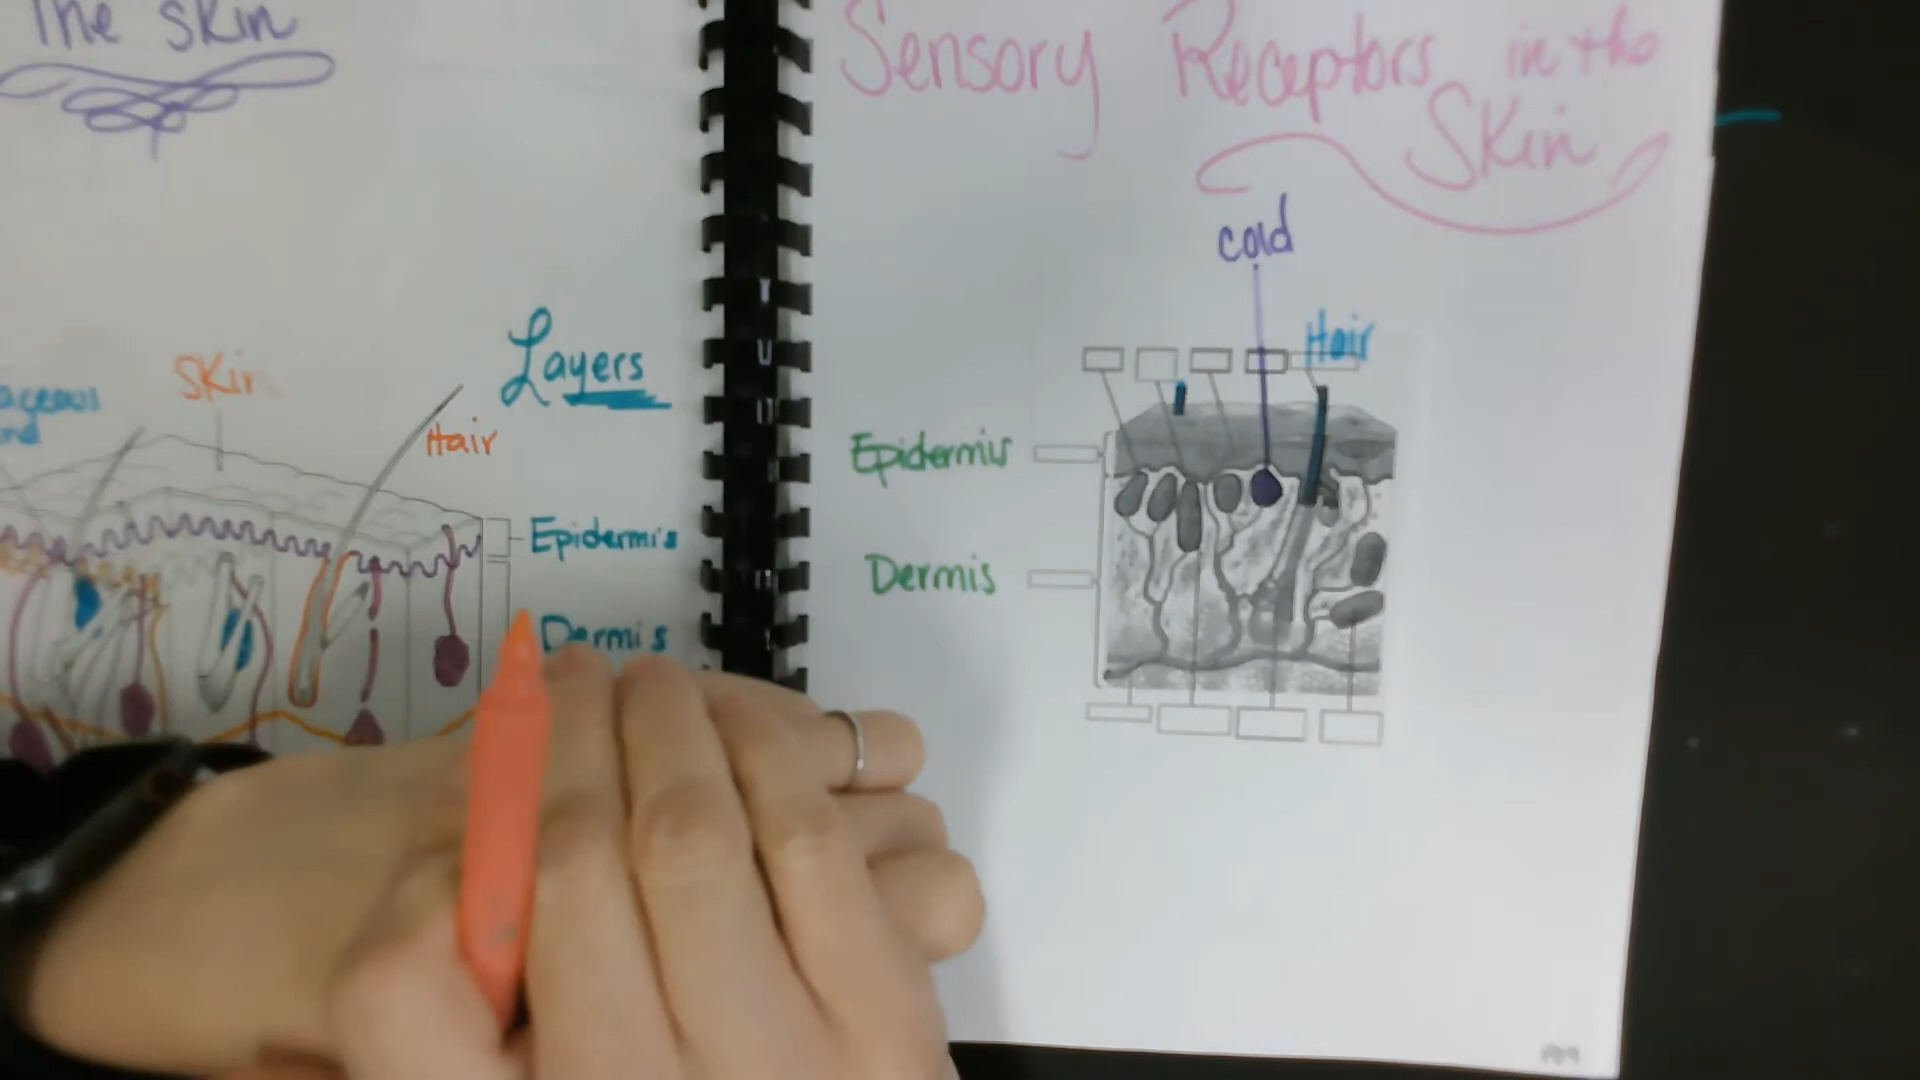 The Skin
Skin
Layers
Hair
Epidermis
Dermis
Sensory Receptors in the
Skin
cold
Hair
Epidermis
Dermis